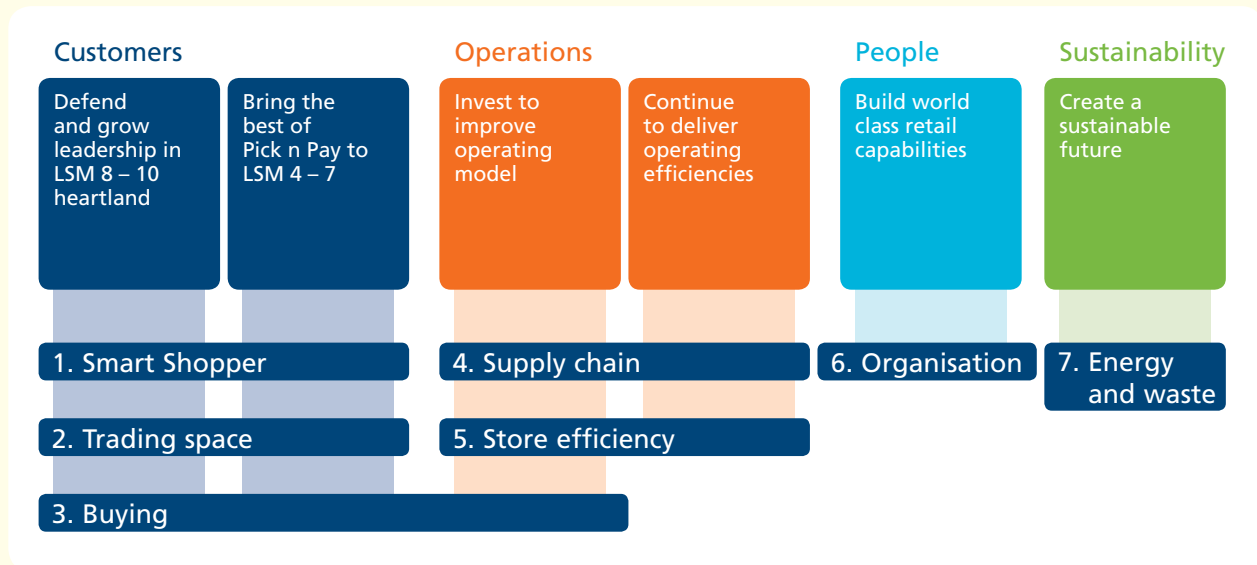 Customers
Defend
and grow
leadership in
LSM 8 – 10
heartland
Bring the
best of
Pick n Pay to
LSM 4 – 7
Operations
Invest to
improve
operating
model
Continue
to deliver
operating
efficiencies
People
Build world
class retail
capabilities
Sustainability
Create a
sustainable
future
1. Smart Shopper
2. Trading space
3. Buying
4. Supply chain
5. Store efficiency
6. Organisation
7. Energy
and waste